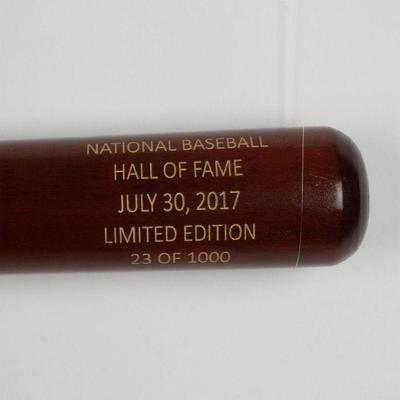 NATIONAL BASEBALL
HALL OF FAME
JULY 30, 2017
LIMITED EDITION
23 OF 1000